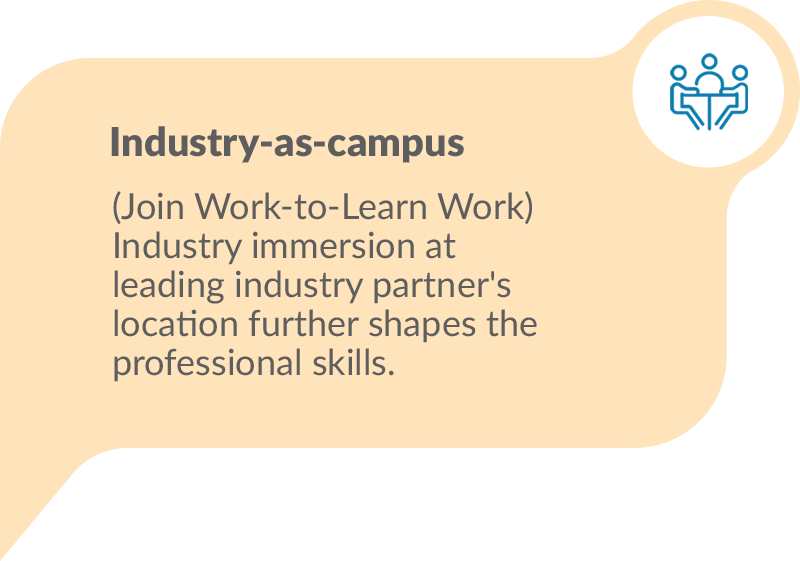 Industry-as-campus
(Join Work-to-Learn Work)
Industry immersion at
leading industry partner's
location further shapes the
professional skills.